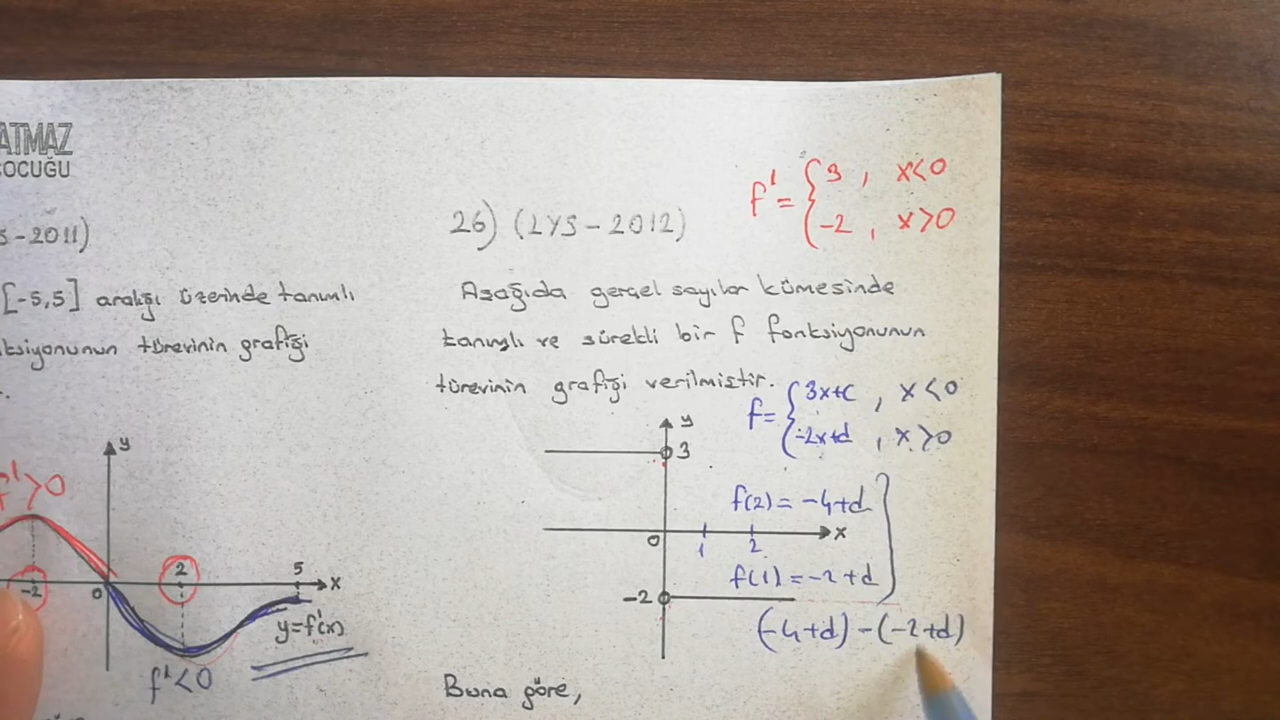 ATMAZ
ÇOCUĞU
S-2011)
[-5,5] aralığı üzerinde tanımlı
ksiyonunun türevinin grafiği
y
f'>0
-2
0
2
5
x
y=f'(x)
f'<0
26) (LYS-2012)
f' = { 3 , x<0
-2 , x>0
Aşağıda gerçel sayılar kümesinde
tanımlı ve sürekli bir f fonksiyonunun
türevinin grafiği verilmiştir.
f = { 3x+c , x<0
-2x+d , x>0
y
3
f(2) = -4+d
x
0
1
2
f(1) = -2+d
-2
(-4+d) - (-2+d)
Buna göre,